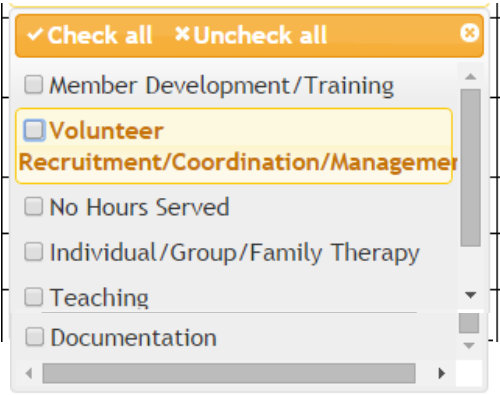 Check all Uncheck all
Member Development/Training
Volunteer
Recruitment/Coordination/Managemer
No Hours Served
Individual/Group/Family Therapy
Teaching
Documentation